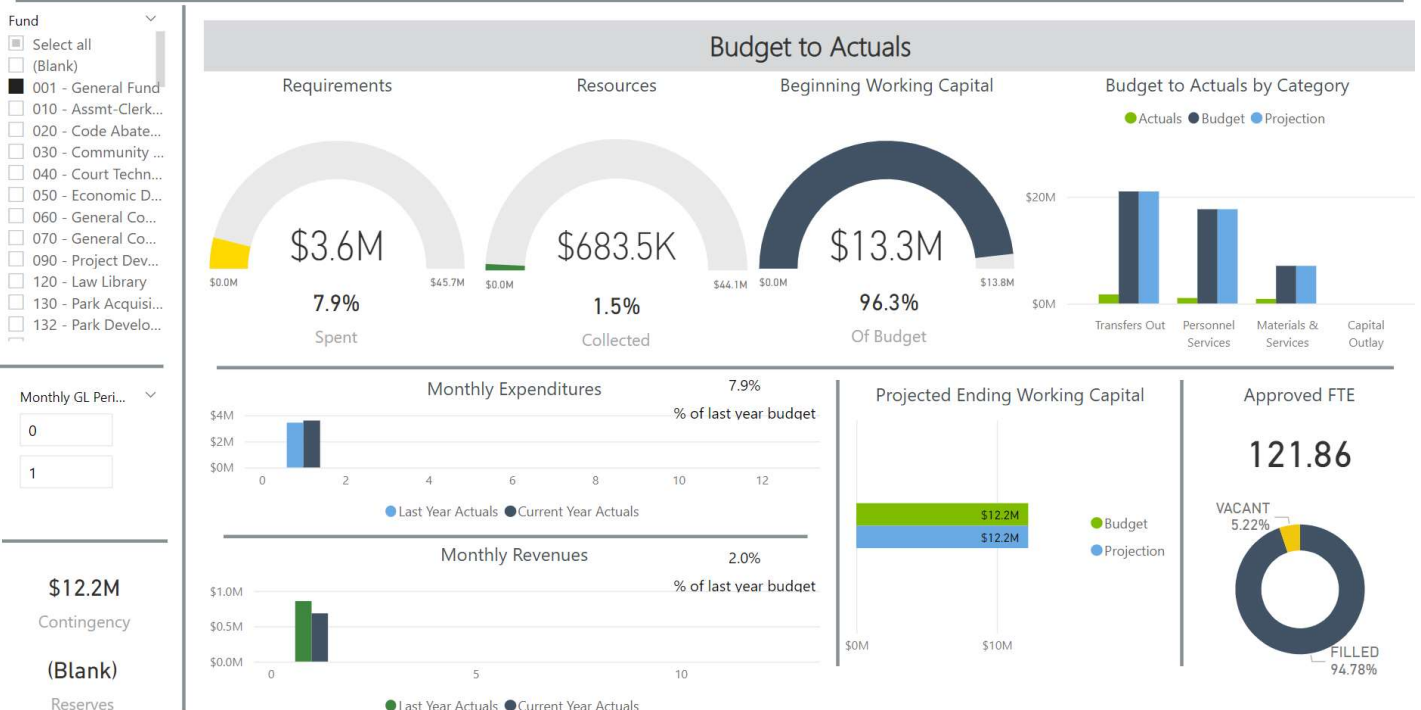 Fund
Select all
(Blank)
001 - General Fund
010 - Assmt-Clerk...
020 - Code Abate...
030 - Community ...
040 - Court Techn...
050 - Economic D...
060 - General Co...
070 - General Co...
090 - Project Dev...
120 - Law Library
130 - Park Acquisi...
132 - Park Develo...
Monthly GL Peri...
0
1
$12.2M
Contingency
(Blank)
Reserves
Budget to Actuals
Requirements
$3.6M
$0.0M
$45.7M
7.9%
Spent
Resources
$683.5K
$0.0M
$44.1M
1.5%
Collected
Beginning Working Capital
$13.3M
$0.0M
$13.8M
96.3%
Of Budget
Budget to Actuals by Category
Actuals Budget Projection
$20M
$0M
Transfers Out
Personnel
Services
Materials &
Services
Capital
Outlay
Monthly Expenditures
7.9%
% of last year budget
$4M
$2M
$0M
0 2 4 6 8 10 12
Last Year Actuals Current Year Actuals
Monthly Revenues
2.0%
% of last year budget
$1.0M
$0.5M
$0.0M
0 5 10
Last Year Actuals Current Year Actuals
Projected Ending Working Capital
$12.2M
$12.2M
Budget
Projection
$0M $10M
Approved FTE
121.86
VACANT
5.22%
FILLED
94.78%